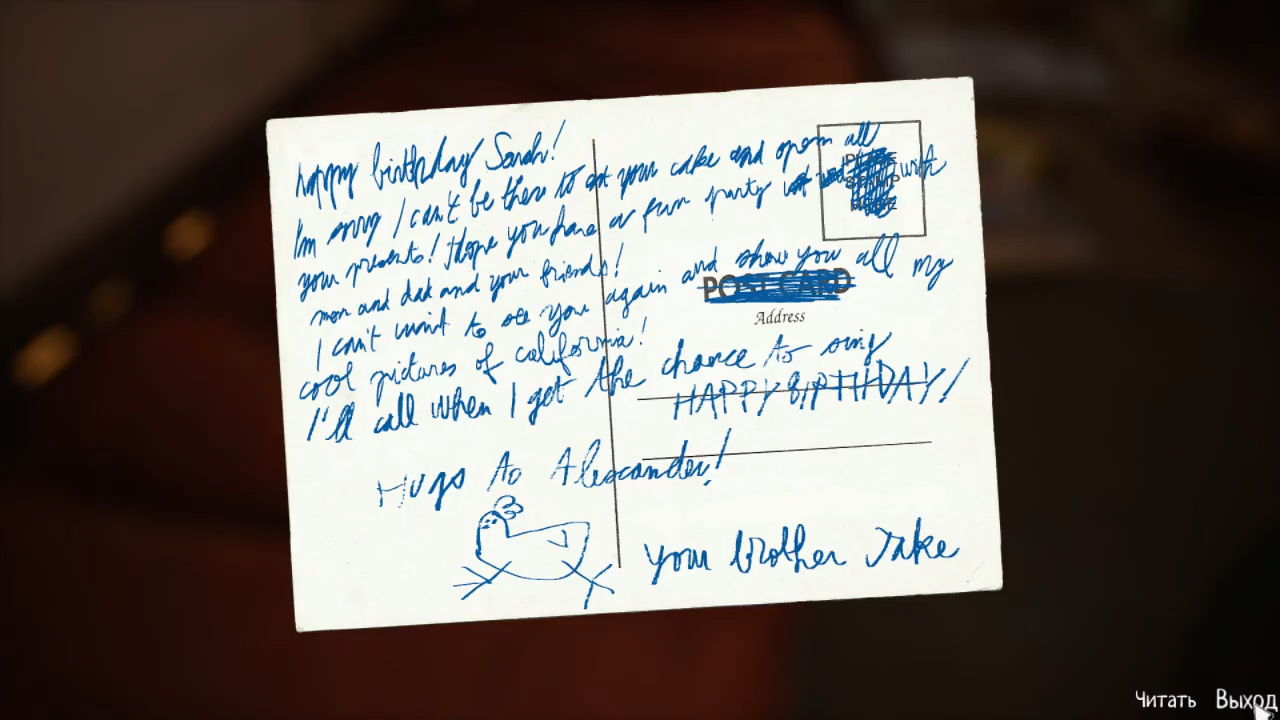 happy birthday Sarah!
I'm sorry I can't be there to eat your cake and open all
your presents! I hope you have a fun party with
mom and dad and your friends!
I can't wait to see you again and show you all my
cool pictures of california!
I'll call when I get the chance to sing
HAPPY BIRTHDAY!
Hugs to Alexander!
your brother Jake
POST CARD
Address
Читать Выход